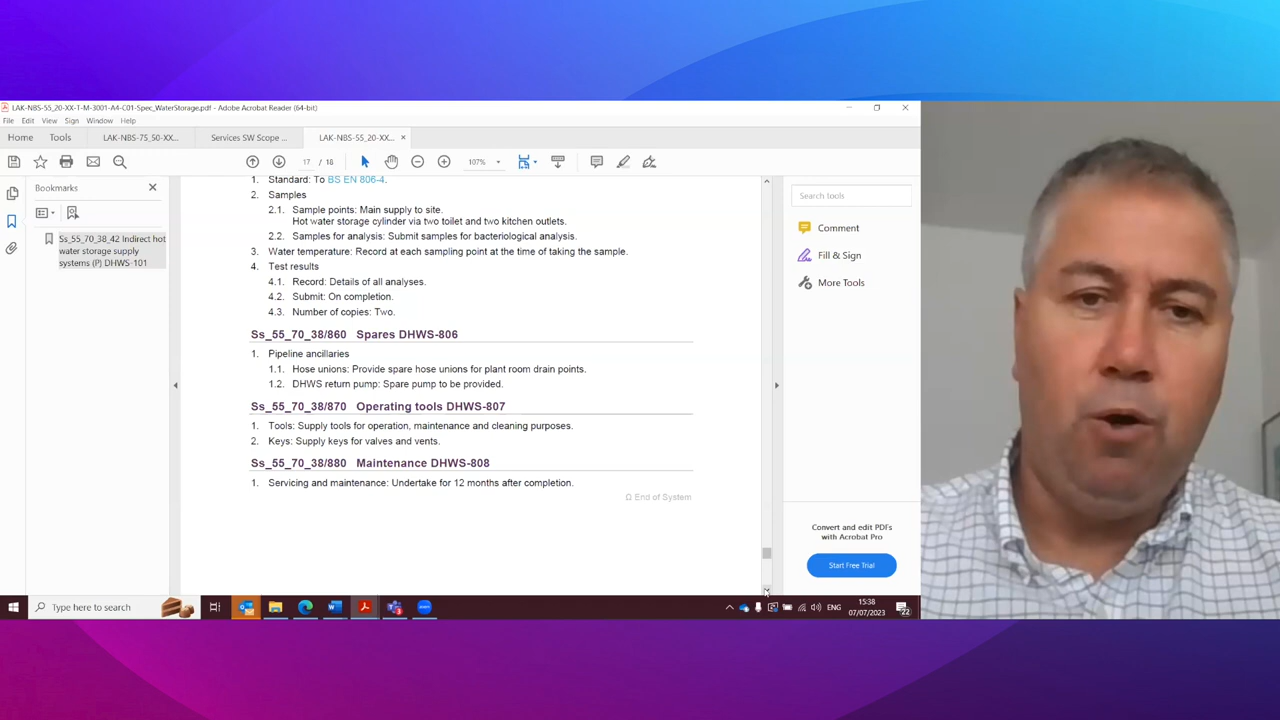 LAK-NBS-55_20-XX-T-M-3001-A4-C01-Spec_WaterStorage.pdf - Adobe Acrobat Reader (64-bit)
File Edit View Sign Window Help
Home Tools LAK-NBS-75_50-XX... Services SW Scope ... LAK-NBS-55_20-XX...
17 / 18 107%
Bookmarks
Ss_55_70_38_42 Indirect hot
water storage supply
systems (P) DHWS-101
1. Standard: To BS EN 806-4.
2. Samples
2.1. Sample points: Main supply to site.
Hot water storage cylinder via two toilet and two kitchen outlets.
2.2. Samples for analysis: Submit samples for bacteriological analysis.
3. Water temperature: Record at each sampling point at the time of taking the sample.
4. Test results
4.1. Record: Details of all analyses.
4.2. Submit: On completion.
4.3. Number of copies: Two.
Ss_55_70_38/860 Spares DHWS-806
1. Pipeline ancillaries
1.1. Hose unions: Provide spare hose unions for plant room drain points.
1.2. DHWS return pump: Spare pump to be provided.
Ss_55_70_38/870 Operating tools DHWS-807
1. Tools: Supply tools for operation, maintenance and cleaning purposes.
2. Keys: Supply keys for valves and vents.
Ss_55_70_38/880 Maintenance DHWS-808
1. Servicing and maintenance: Undertake for 12 months after completion.
Ω End of System
Search tools
Comment
Fill & Sign
More Tools
Convert and edit PDFs
with Acrobat Pro
Start Free Trial
Type here to search
ENG
15:38
07/07/2023
22